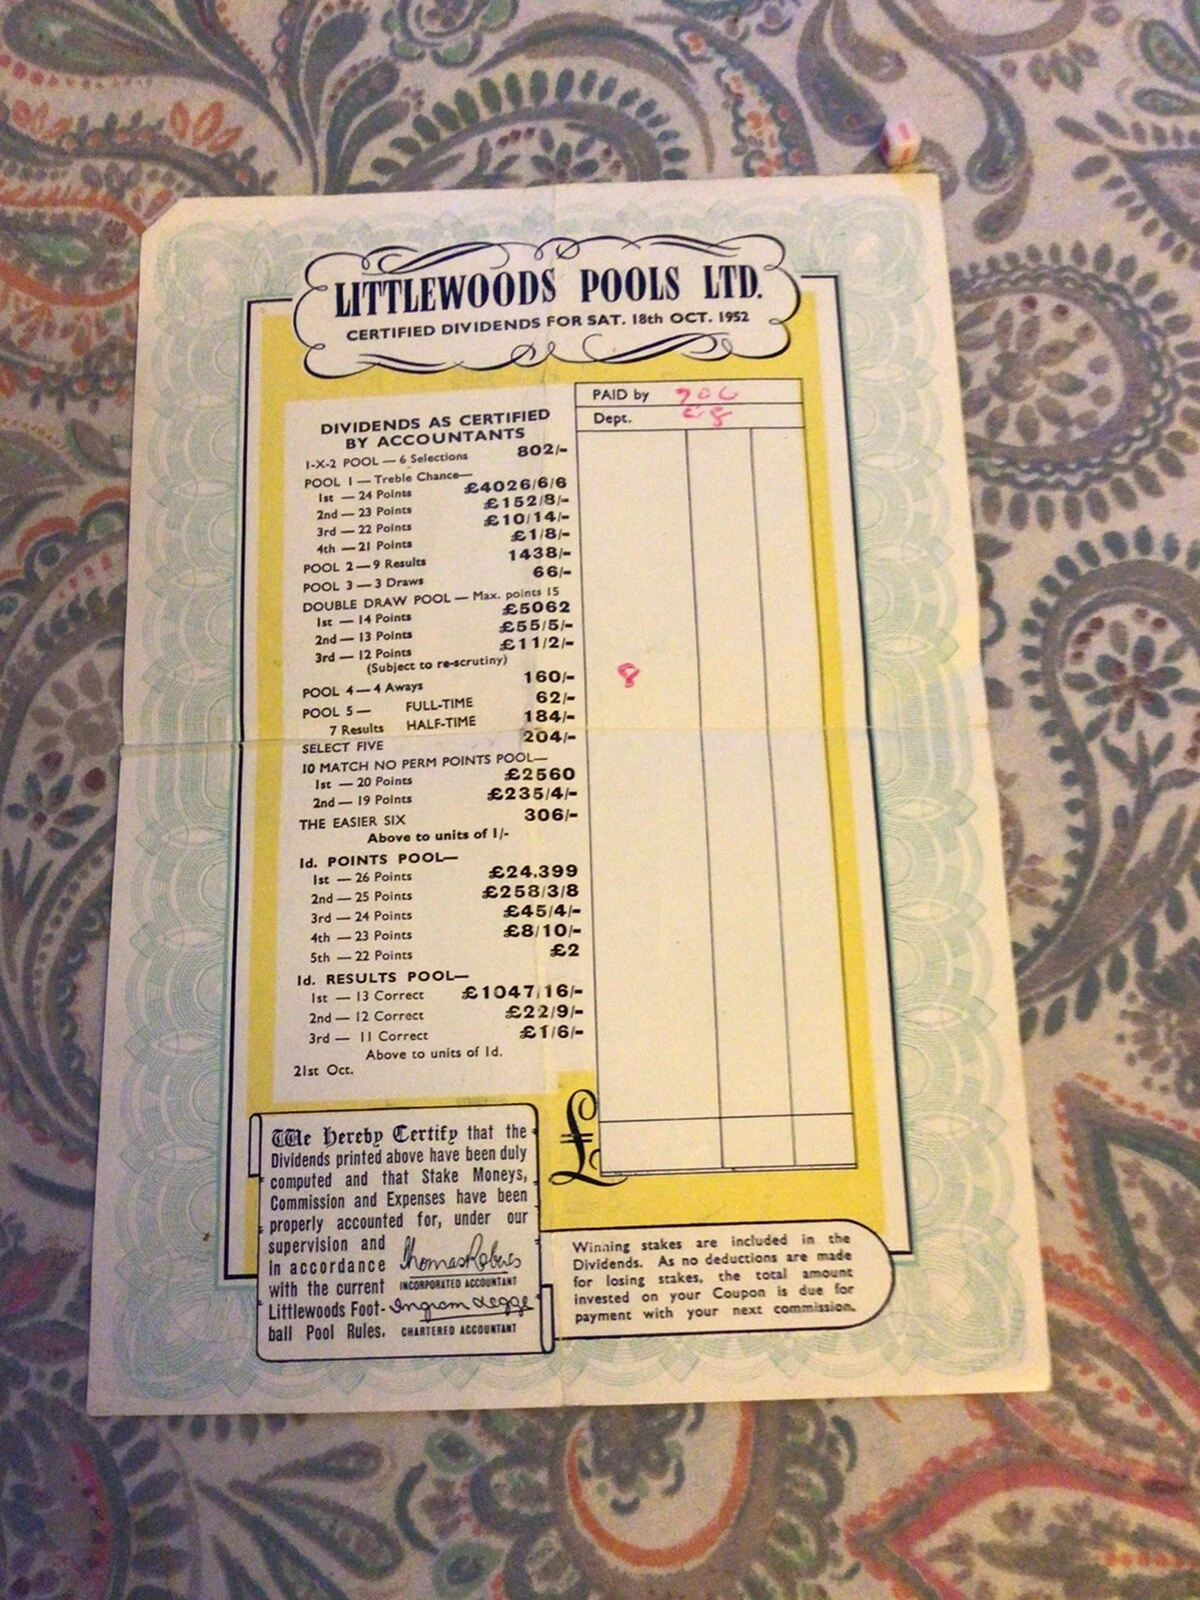 LITTLEWOODS POOLS LTD.
CERTIFIED DIVIDENDS FOR SAT. 18th OCT. 1952
PAID by
Dept.
DIVIDENDS AS CERTIFIED
BY ACCOUNTANTS
1-X-2 POOL — 6 Selections 802/-
POOL 1 — Treble Chance—
1st — 24 Points £4026/6/6
2nd — 23 Points £152/8/-
3rd — 22 Points £10/14/-
4th — 21 Points £1/8/-
POOL 2 — 9 Results 1438/-
POOL 3 — 3 Draws 66/-
DOUBLE DRAW POOL — Max. points 15
1st — 14 Points £5062
2nd — 13 Points £55/5/-
3rd — 12 Points £11/2/-
(Subject to re-scrutiny)
POOL 4 — 4 Aways 160/- 8
POOL 5 — FULL-TIME 62/-
7 Results HALF-TIME 184/-
SELECT FIVE 204/-
10 MATCH NO PERM POINTS POOL—
1st — 20 Points £2560
2nd — 19 Points £235/4/-
THE EASIER SIX 306/-
Above to units of 1/-
1d. POINTS POOL—
1st — 26 Points £24,399
2nd — 25 Points £258/3/8
3rd — 24 Points £45/4/-
4th — 23 Points £8/10/-
5th — 22 Points £2
1d. RESULTS POOL—
1st — 13 Correct £1047/16/-
2nd — 12 Correct £22/9/-
3rd — 11 Correct £1/6/-
Above to units of 1d.
21st Oct.
£
We Hereby Certify that the
Dividends printed above have been duly
computed and that Stake Moneys,
Commission and Expenses have been
properly accounted for, under our
supervision and
in accordance Thomas Roberts
with the current INCORPORATED ACCOUNTANT
Littlewoods Foot- Ingram Legge
ball Pool Rules. CHARTERED ACCOUNTANT
Winning stakes are included in the
Dividends. As no deductions are made
for losing stakes, the total amount
invested on your Coupon is due for
payment with your next commission.